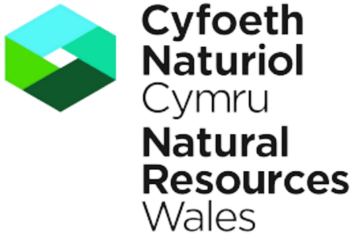 Cyfoeth
Naturiol
Cymru
Natural
Resources
Wales